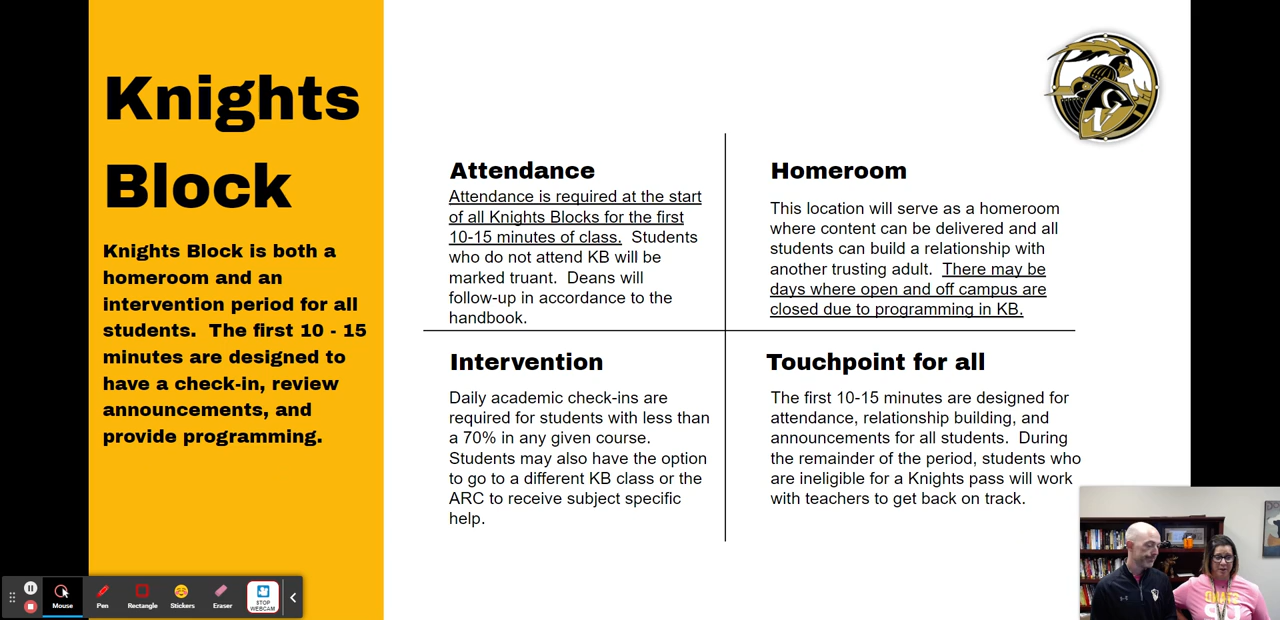 Knights
Block
Knights Block is both a
homeroom and an
intervention period for all
students.  The first 10 - 15
minutes are designed to
have a check-in, review
announcements, and
provide programming.
Attendance
Attendance is required at the start
of all Knights Blocks for the first
10-15 minutes of class.  Students
who do not attend KB will be
marked truant.  Deans will
follow-up in accordance to the
handbook.
Homeroom
This location will serve as a homeroom
where content can be delivered and all
students can build a relationship with
another trusting adult.  There may be
days where open and off campus are
closed due to programming in KB.
Intervention
Daily academic check-ins are
required for students with less than
a 70% in any given course.
Students may also have the option
to go to a different KB class or the
ARC to receive subject specific
help.
Touchpoint for all
The first 10-15 minutes are designed for
attendance, relationship building, and
announcements for all students.  During
the remainder of the period, students who
are ineligible for a Knights pass will work
with teachers to get back on track.
Mouse
Pen
Rectangle
Stickers
Eraser
STOP
WEBCAM